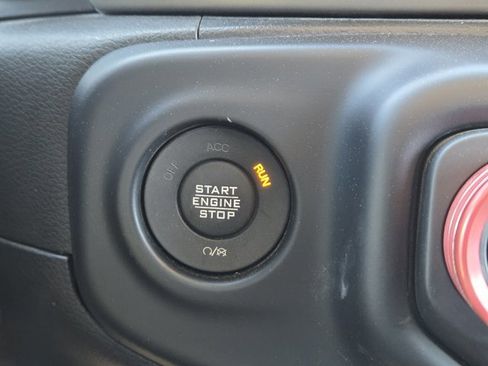 OFF
ACC
RUN
START
ENGINE
STOP